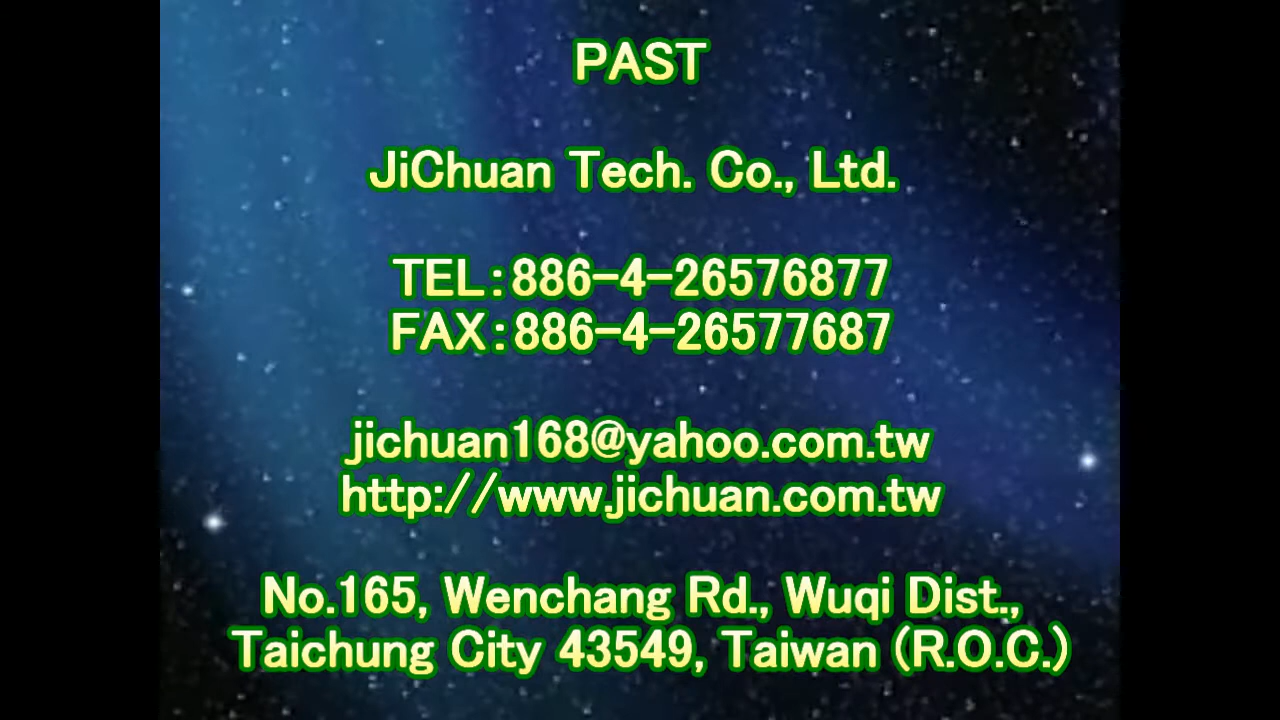 PAST
JiChuan Tech. Co., Ltd.
TEL:886-4-26576877
FAX:886-4-26577687
jichuan168@yahoo.com.tw
http://www.jichuan.com.tw
No.165, Wenchang Rd., Wuqi Dist.,
Taichung City 43549, Taiwan (R.O.C.)